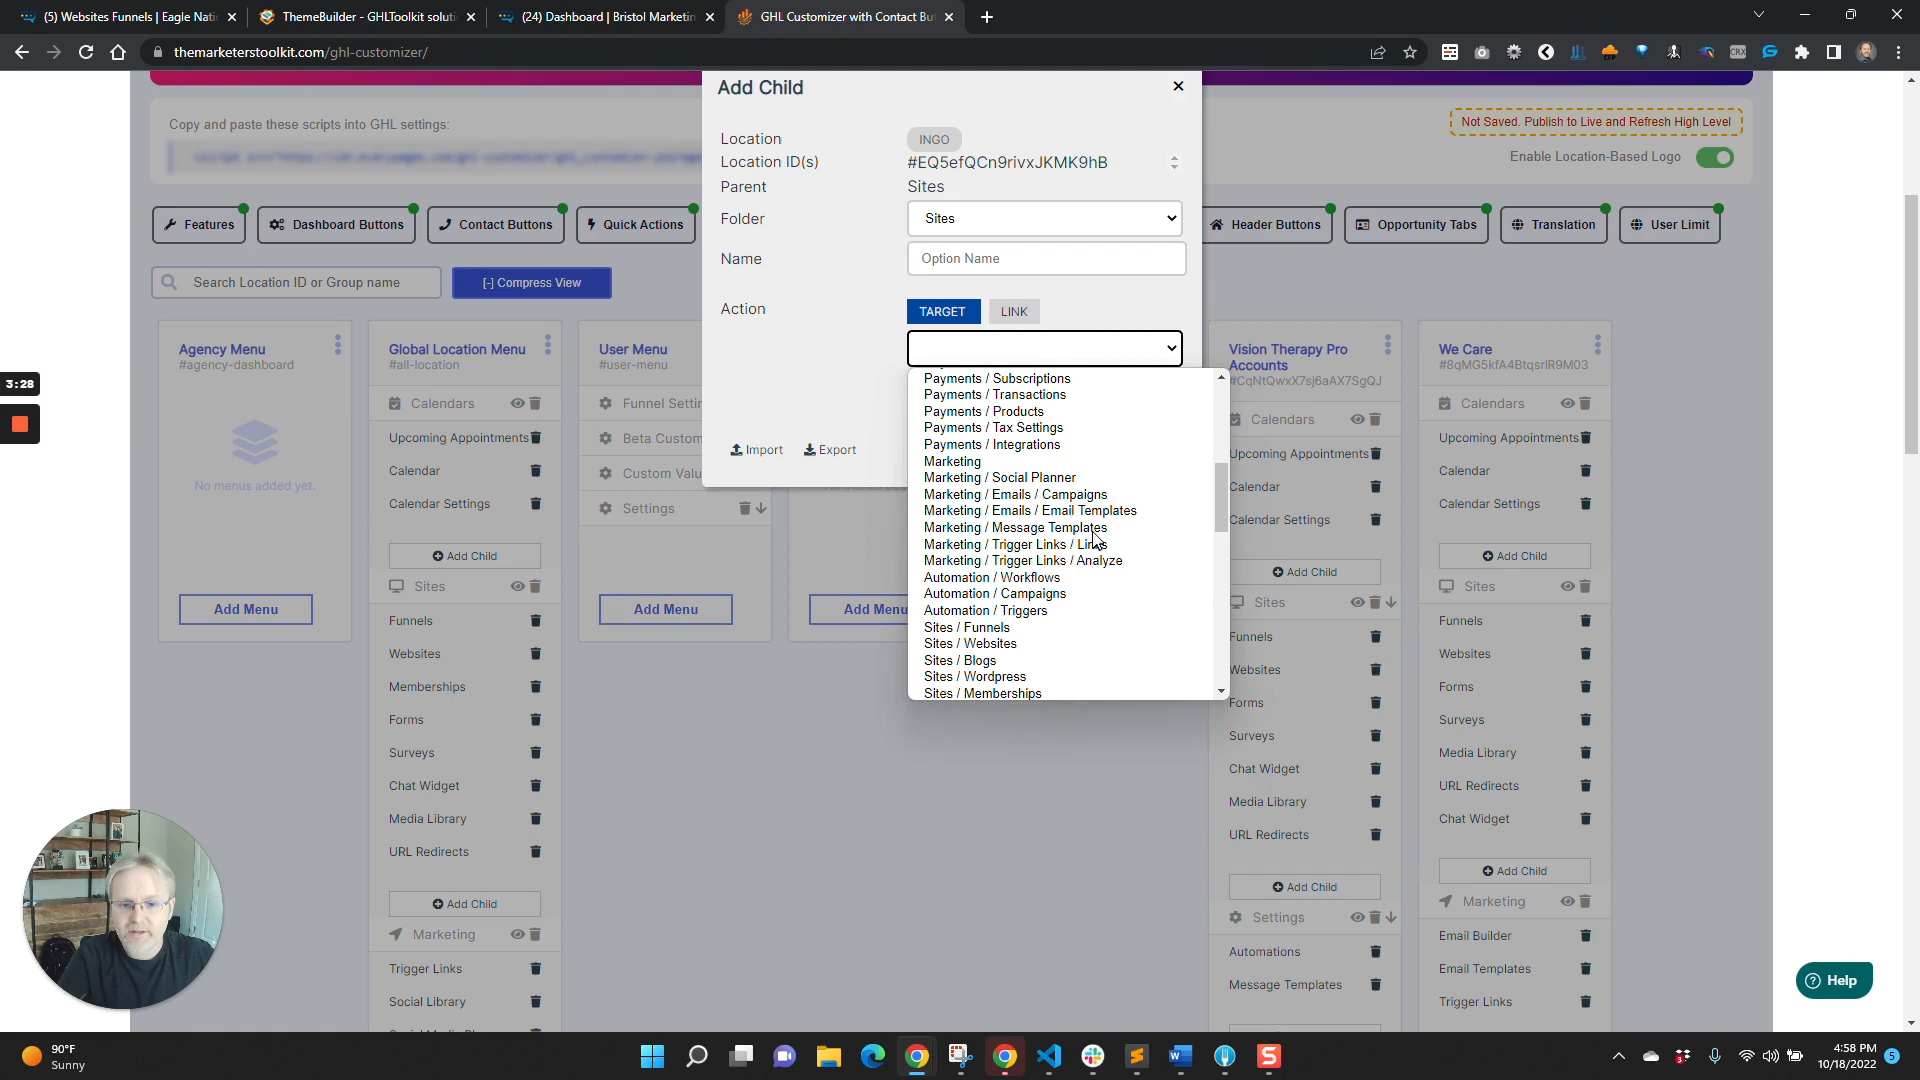 (5) Websites Funnels | Eagle Nati
ThemeBuilder - GHLToolkit soluti
(24) Dashboard | Bristol Marketin
GHL Customizer with Contact Bu
themarketerstoolkit.com/ghl-customizer/
Add Child
Copy and paste these scripts into GHL settings:
Not Saved. Publish to Live and Refresh High Level
Enable Location-Based Logo
Location
INGO
Location ID(s)
#EQ5efQCn9rivxJKMK9hB
Parent
Sites
Folder
Sites
Name
Option Name
Action
TARGET
LINK
Features
Dashboard Buttons
Contact Buttons
Quick Actions
Header Buttons
Opportunity Tabs
Translation
User Limit
Search Location ID or Group name
[-] Compress View
Payments / Subscriptions
Payments / Transactions
Payments / Products
Payments / Tax Settings
Payments / Integrations
Marketing
Marketing / Social Planner
Marketing / Emails / Campaigns
Marketing / Emails / Email Templates
Marketing / Message Templates
Marketing / Trigger Links / Links
Marketing / Trigger Links / Analyze
Automation / Workflows
Automation / Campaigns
Automation / Triggers
Sites / Funnels
Sites / Websites
Sites / Blogs
Sites / Wordpress
Sites / Memberships
Import
Export
3:28
Agency Menu
#agency-dashboard
No menus added yet.
Add Menu
Global Location Menu
#all-location
Calendars
Upcoming Appointments
Calendar
Calendar Settings
Add Child
Sites
Funnels
Websites
Memberships
Forms
Surveys
Chat Widget
Media Library
URL Redirects
Add Child
Marketing
Trigger Links
Social Library
User Menu
#user-menu
Funnel Settin
Beta Custom
Custom Valu
Settings
Add Menu
Add Menu
Vision Therapy Pro
Accounts
#CqNtQwxX7sj6aAX7SgQJ
Calendars
Upcoming Appointments
Calendar
Calendar Settings
Add Child
Sites
Funnels
Websites
Forms
Surveys
Chat Widget
Media Library
URL Redirects
Add Child
Settings
Automations
Message Templates
We Care
#8qMG5kfA4BtqsrlR9M03
Calendars
Upcoming Appointments
Calendar
Calendar Settings
Add Child
Sites
Funnels
Websites
Forms
Surveys
Media Library
URL Redirects
Chat Widget
Add Child
Marketing
Email Builder
Email Templates
Trigger Links
Help
90°F
Sunny
4:58 PM
10/18/2022
5